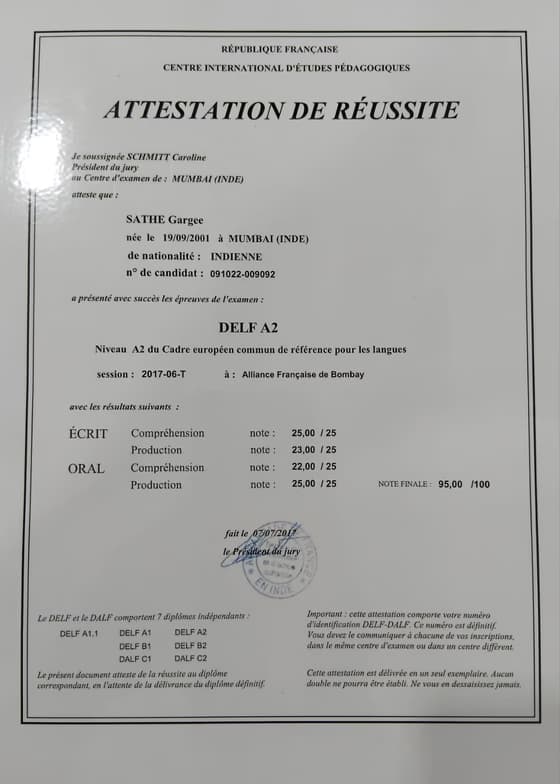 RÉPUBLIQUE FRANÇAISE
CENTRE INTERNATIONAL D'ÉTUDES PÉDAGOGIQUES
ATTESTATION DE RÉUSSITE
Je soussignée SCHMITT Caroline
Président du jury
au Centre d'examen de : MUMBAI (INDE)
atteste que :
SATHE Gargee
née le 19/09/2001 à MUMBAI (INDE)
de nationalité : INDIENNE
n° de candidat : 091022-009092
a présenté avec succès les épreuves de l'examen :
DELF A2
Niveau A2 du Cadre européen commun de référence pour les langues
session : 2017-06-T à : Alliance Française de Bombay
avec les résultats suivants :
ÉCRIT Compréhension note : 25,00 / 25
Production note : 23,00 / 25
ORAL Compréhension note : 22,00 / 25
Production note : 25,00 / 25 NOTE FINALE : 95,00 /100
fait le 07/07/2017
le Président du jury
EN INDE
Le DELF et le DALF comportent 7 diplômes indépendants :
DELF A1.1 DELF A1 DELF A2
DELF B1 DELF B2
DALF C1 DALF C2
Le présent document atteste de la réussite au diplôme
correspondant, en l'attente de la délivrance du diplôme définitif.
Important : cette attestation comporte votre numéro
d'identification DELF-DALF. Ce numéro est définitif.
Vous devez le communiquer à chacune de vos inscriptions,
dans le même centre d'examen ou dans un centre différent.
Cette attestation est délivrée en un seul exemplaire. Aucun
double ne pourra être établi. Ne vous en dessaisissez jamais.